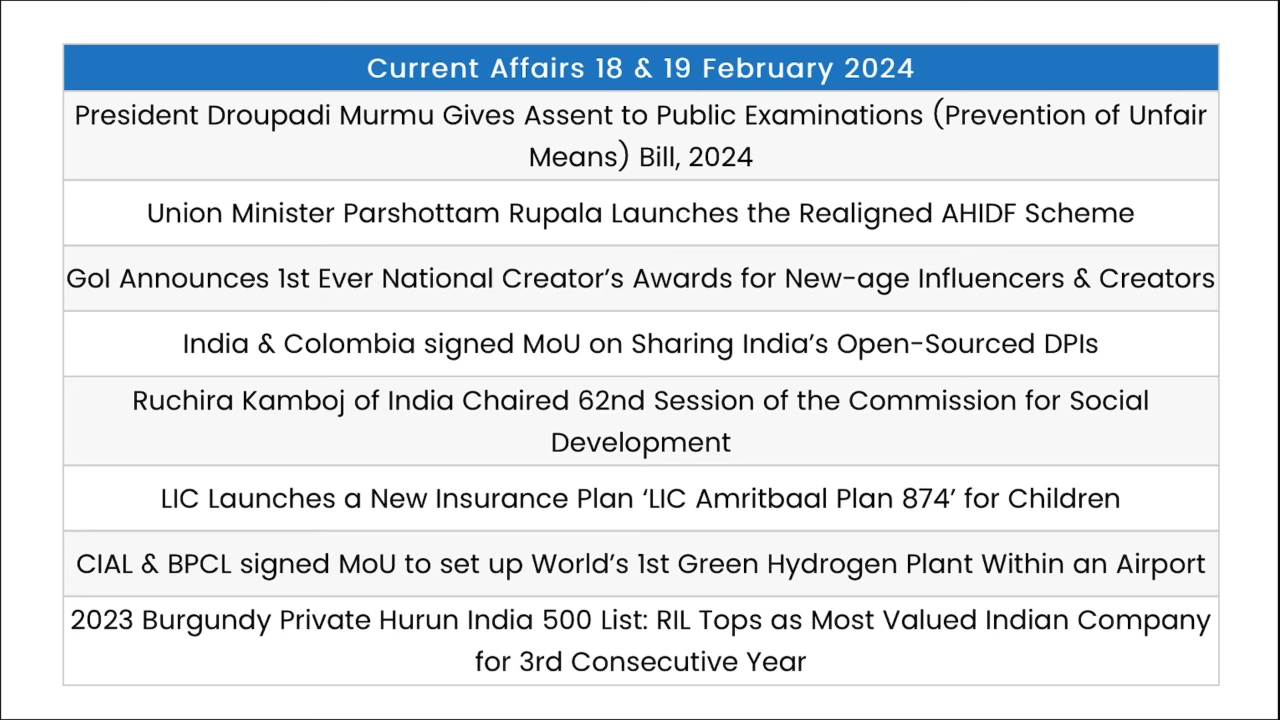 Current Affairs 18 & 19 February 2024
President Droupadi Murmu Gives Assent to Public Examinations (Prevention of Unfair
Means) Bill, 2024
Union Minister Parshottam Rupala Launches the Realigned AHIDF Scheme
GoI Announces 1st Ever National Creator’s Awards for New-age Influencers & Creators
India & Colombia signed MoU on Sharing India’s Open-Sourced DPIs
Ruchira Kamboj of India Chaired 62nd Session of the Commission for Social
Development
LIC Launches a New Insurance Plan ‘LIC Amritbaal Plan 874’ for Children
CIAL & BPCL signed MoU to set up World’s 1st Green Hydrogen Plant Within an Airport
2023 Burgundy Private Hurun India 500 List: RIL Tops as Most Valued Indian Company
for 3rd Consecutive Year